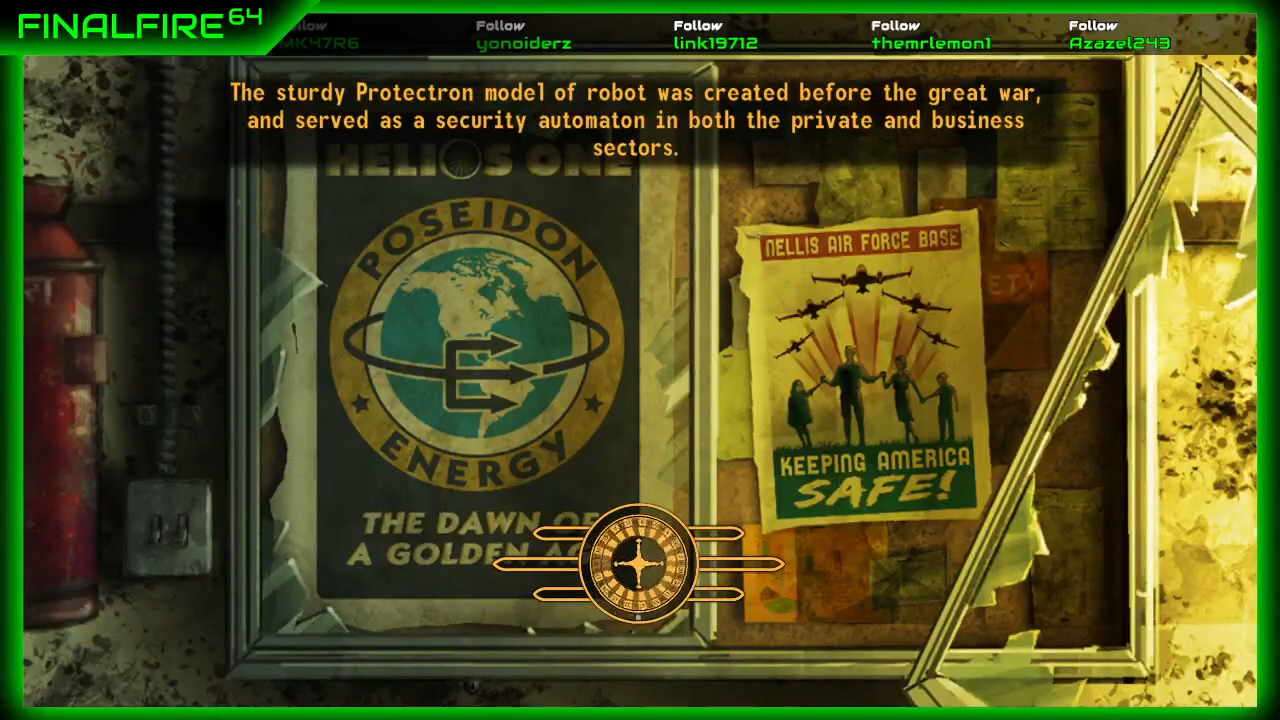 FINALFIRE64
Follow
Follow
Follow
Follow
Follow
MK47R6
yonoiderz
link19712
themrlemon1
Azazel243
The sturdy Protectron model of robot was created before the great war,
and served as a security automaton in both the private and business
sectors.
HELIOS ONE
POSEIDON
ENERGY
THE DAWN OF
A GOLDEN
NELLIS AIR FORCE BASE
KEEPING AMERICA
SAFE!